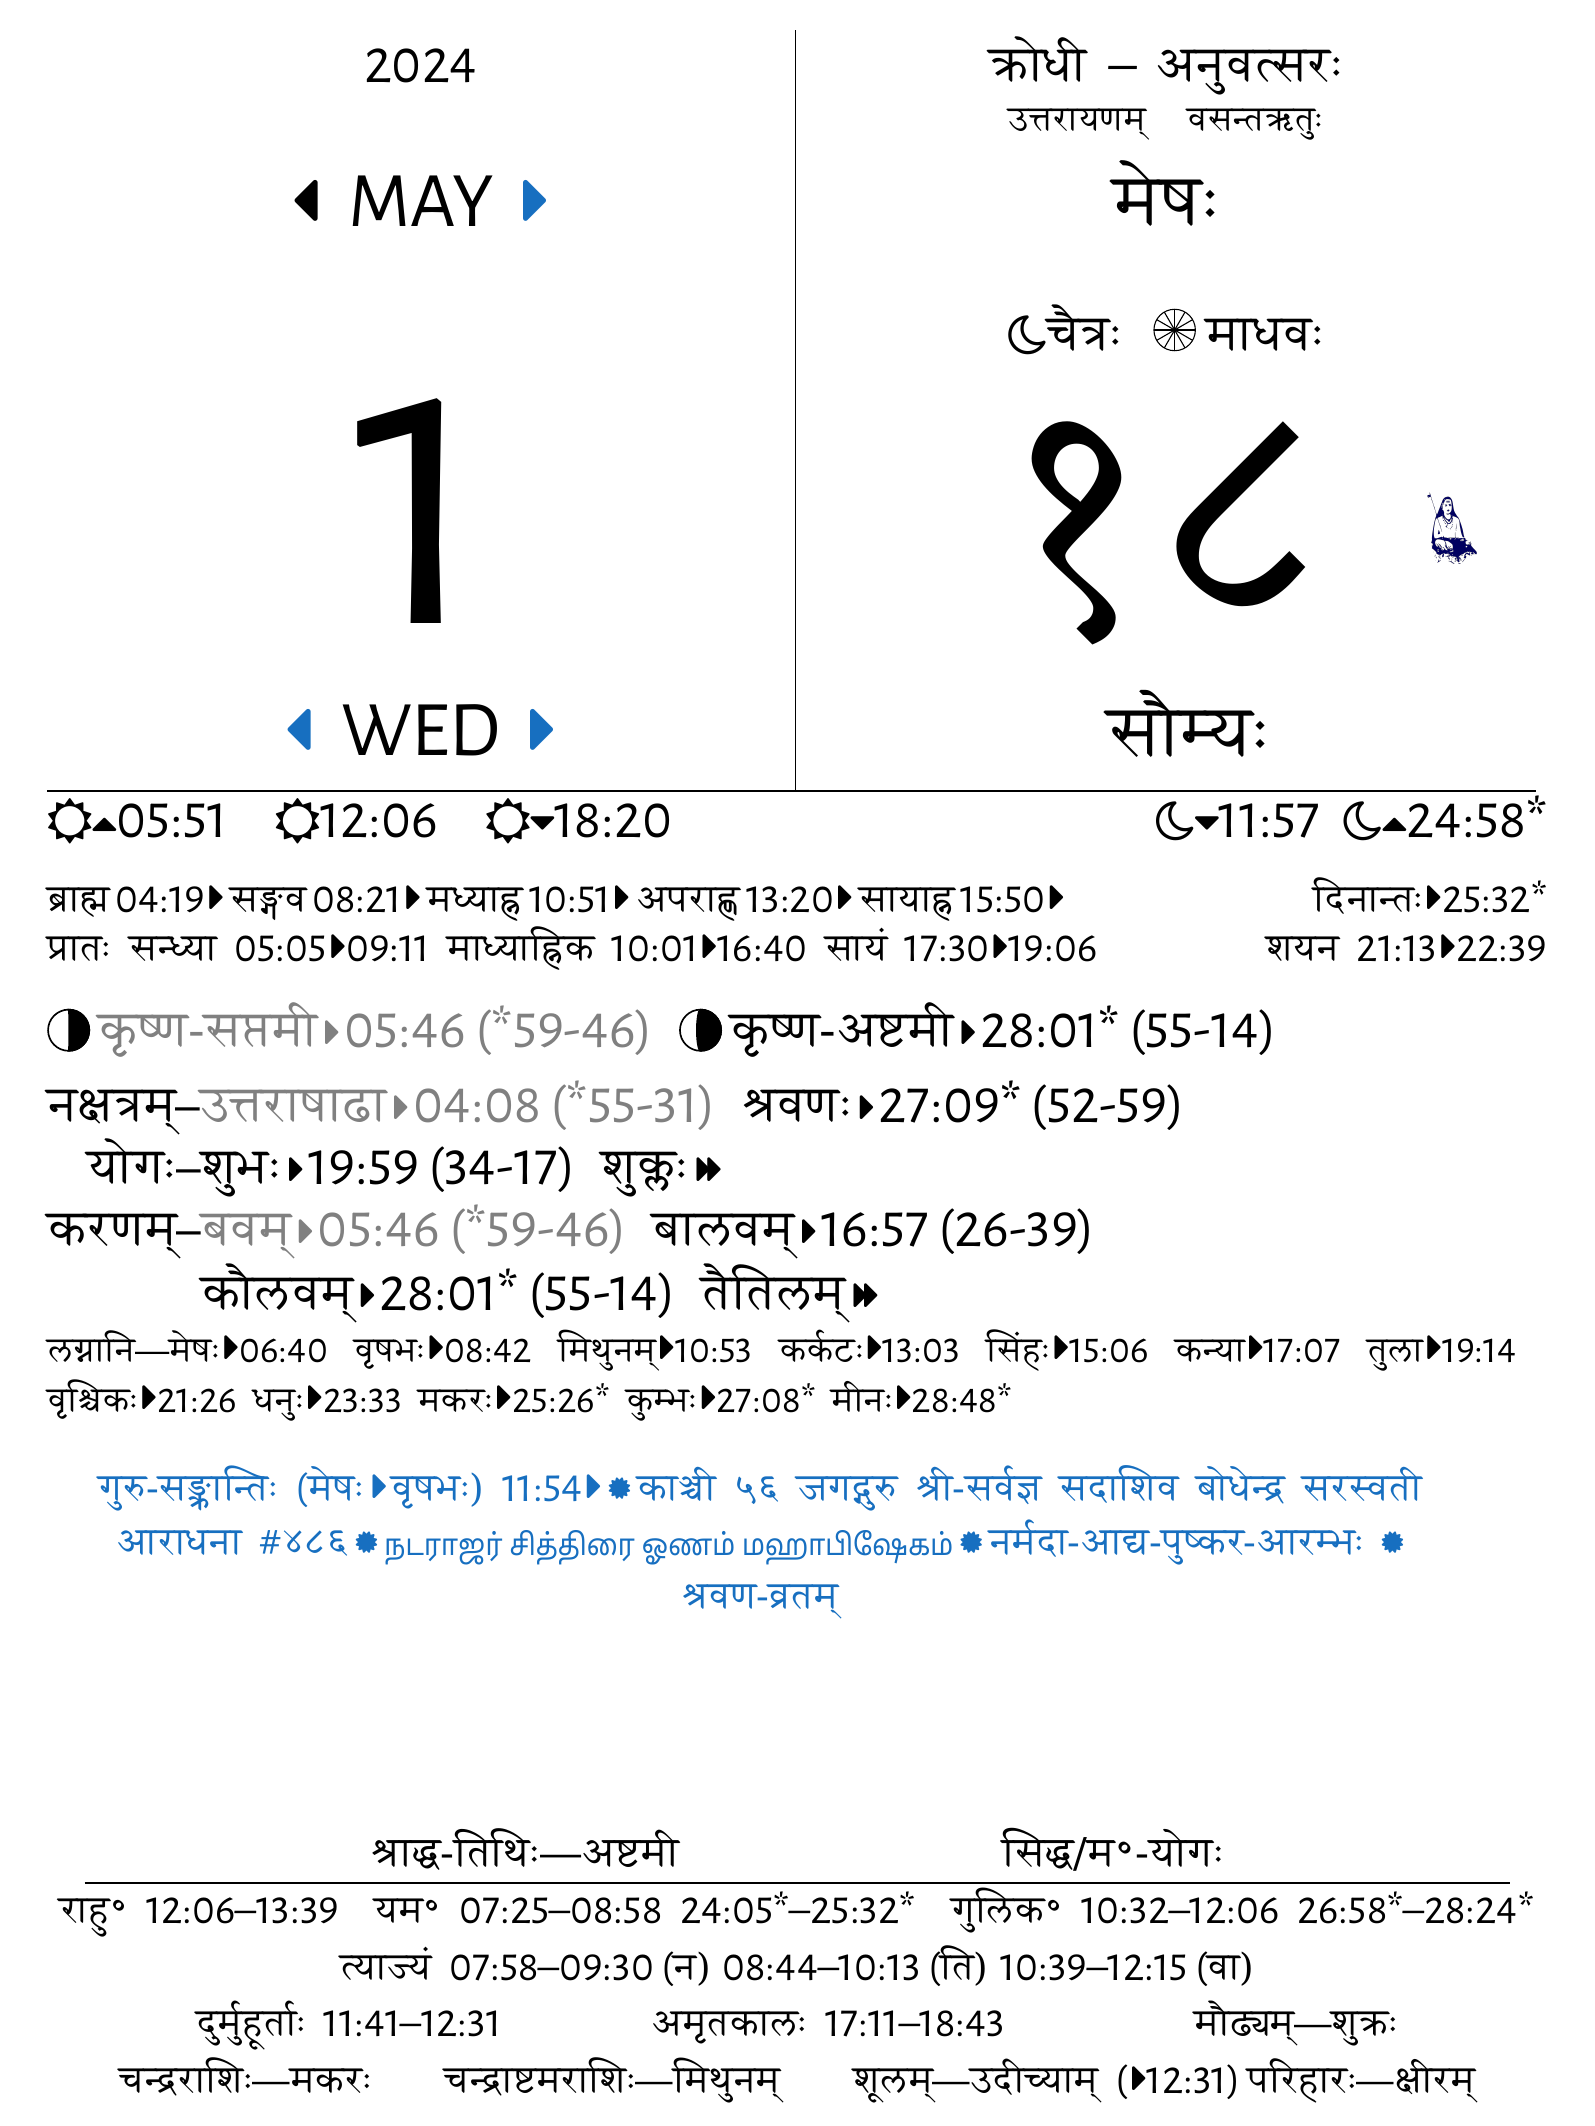 2024
MAY
1
WED
क्रोधी – अनुवत्सरः
उत्तरायणम् वसन्तऋतुः
मेषः
चैत्रः माधवः
१८
सौम्यः
05:51 12:06 18:20 11:57 24:58*
ब्राह्म 04:19 सङ्गव 08:21 मध्याह्न 10:51 अपराह्ण 13:20 सायाह्न 15:50 दिनान्तः 25:32*
प्रातः सन्ध्या 05:05 09:11 माध्याह्निक 10:01 16:40 सायं 17:30 19:06 शयन 21:13 22:39
कृष्ण-सप्तमी 05:46 (*59-46) कृष्ण-अष्टमी 28:01* (55-14)
नक्षत्रम्–उत्तराषाढा 04:08 (*55-31) श्रवणः 27:09* (52-59)
योगः–शुभः 19:59 (34-17) शुक्लः
करणम्–बवम् 05:46 (*59-46) बालवम् 16:57 (26-39)
कौलवम् 28:01* (55-14) तैतिलम्
लग्नानि—मेषः 06:40 वृषभः 08:42 मिथुनम् 10:53 कर्कटः 13:03 सिंहः 15:06 कन्या 17:07 तुला 19:14
वृश्चिकः 21:26 धनुः 23:33 मकरः 25:26* कुम्भः 27:08* मीनः 28:48*
गुरु-सङ्क्रान्तिः (मेषः वृषभः) 11:54 काञ्ची ५६ जगद्गुरु श्री-सर्वज्ञ सदाशिव बोधेन्द्र सरस्वती
आराधना #४८६ நடராஜர் சித்திரை ஓணம் மஹாபிஷேகம் नर्मदा-आद्य-पुष्कर-आरम्भः
श्रवण-व्रतम्
श्राद्ध-तिथिः—अष्टमी सिद्ध/म॰-योगः
राहु॰ 12:06–13:39 यम॰ 07:25–08:58 24:05*–25:32* गुलिक॰ 10:32–12:06 26:58*–28:24*
त्याज्यं 07:58–09:30 (न) 08:44–10:13 (ति) 10:39–12:15 (वा)
दुर्मुहूर्ताः 11:41–12:31 अमृतकालः 17:11–18:43 मौढ्यम्—शुक्रः
चन्द्रराशिः—मकरः चन्द्राष्टमराशिः—मिथुनम् शूलम्—उदीच्याम् (12:31) परिहारः—क्षीरम्